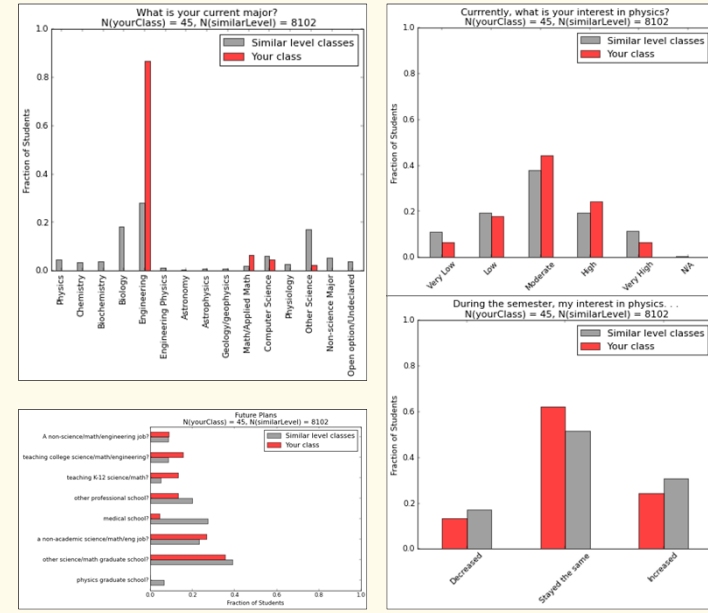 What is your current major?
N(yourClass) = 45, N(similarLevel) = 8102
1.0
0.8
0.6
0.4
0.2
0.0
Fraction of Students
Similar level classes
Your class
Physics
Chemistry
Biochemistry
Biology
Engineering
Engineering Physics
Astronomy
Astrophysics
Geology/geophysics
Math/Applied Math
Computer Science
Physiology
Other Science
Non-science Major
Open option/Undeclared
Currrently, what is your interest in physics?
N(yourClass) = 45, N(similarLevel) = 8102
1.0
0.8
0.6
0.4
0.2
0.0
Fraction of Students
Similar level classes
Your class
Very Low
Low
Moderate
High
Very High
N/A
During the semester, my interest in physics. . .
N(yourClass) = 45, N(similarLevel) = 8102
1.0
0.8
0.6
0.4
0.2
0.0
Fraction of Students
Similar level classes
Your class
Decreased
Stayed the same
Increased
Future Plans
N(yourClass) = 45, N(similarLevel) = 8102
Similar level classes
Your class
A non-science/math/engineering job?
teaching college science/math/engineering?
teaching K-12 science/math?
other professional school?
medical school?
a non-academic science/math/eng job?
other science/math graduate school?
physics graduate school?
0.0
0.2
0.4
0.6
0.8
1.0
Fraction of Students